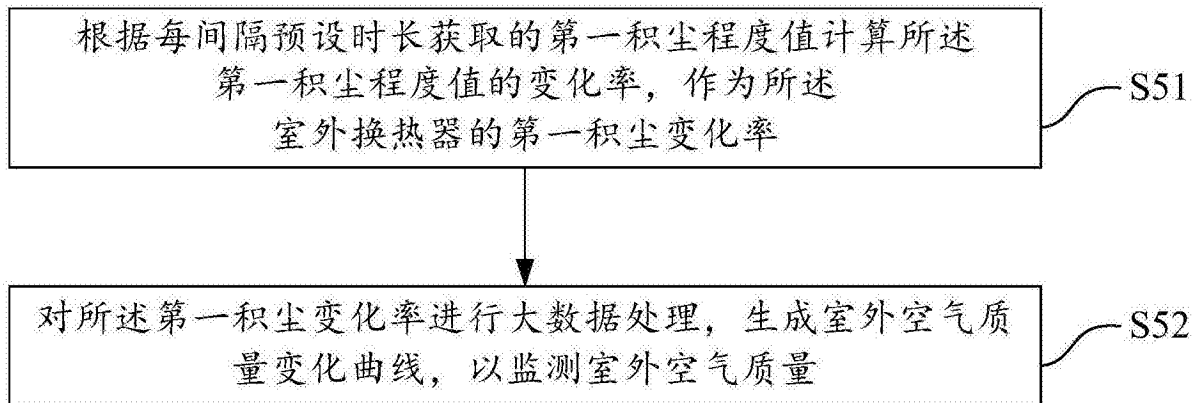 根据每间隔预设时长获取的第一积尘程度值计算所述
第一积尘程度值的变化率，作为所述
室外换热器的第一积尘变化率
S51
对所述第一积尘变化率进行大数据处理，生成室外空气质
量变化曲线，以监测室外空气质量
S52